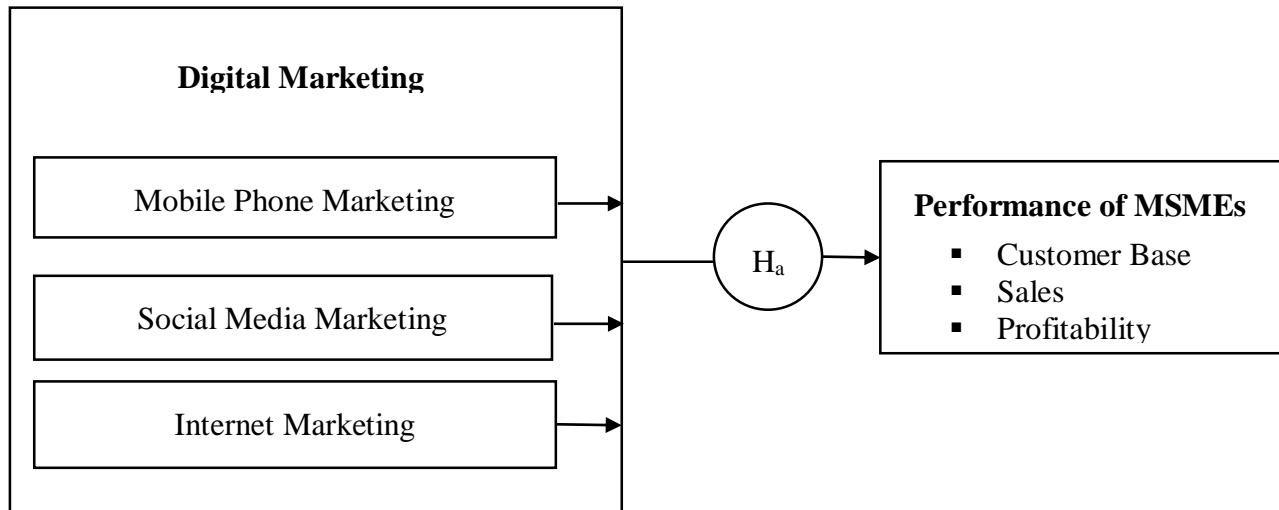 Digital Marketing
Mobile Phone Marketing
Social Media Marketing
Internet Marketing
Hₐ
Performance of MSMEs
▪ Customer Base
▪ Sales
▪ Profitability